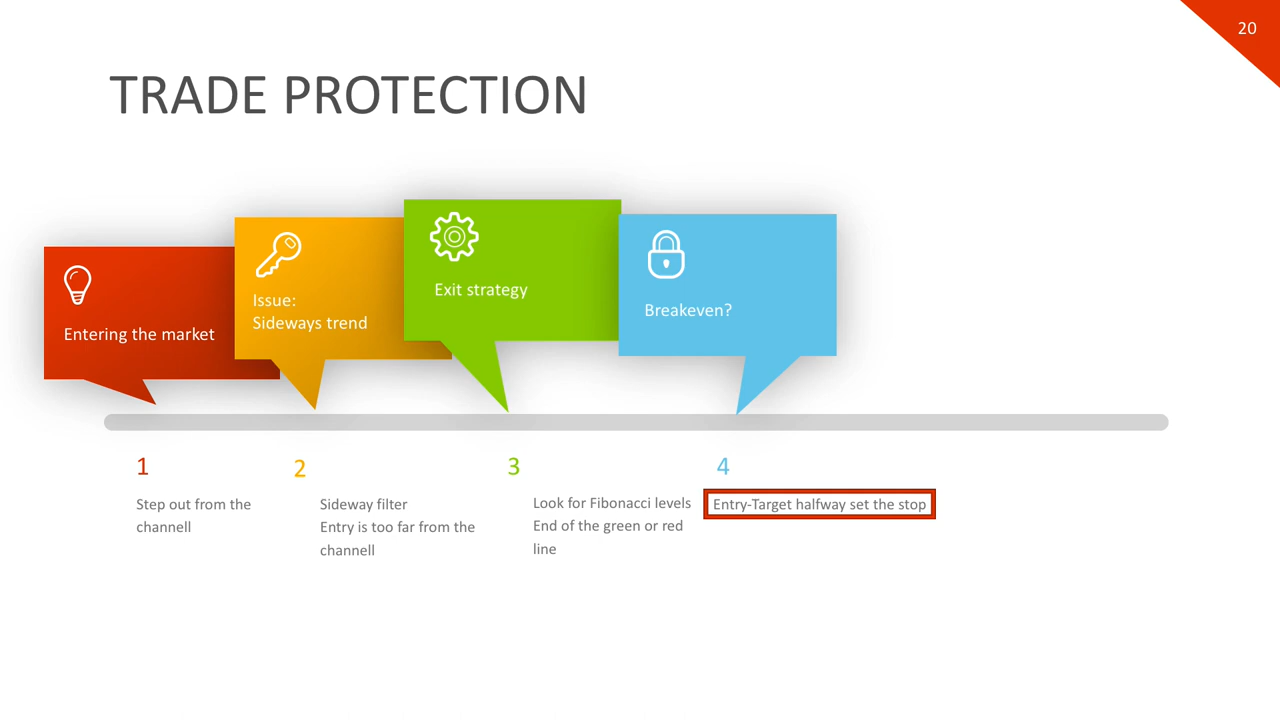 20
TRADE PROTECTION
Entering the market
Issue:
Sideways trend
Exit strategy
Breakeven?
1
Step out from the
channell
2
Sideway filter
Entry is too far from the
channell
3
Look for Fibonacci levels
End of the green or red
line
4
Entry-Target halfway set the stop